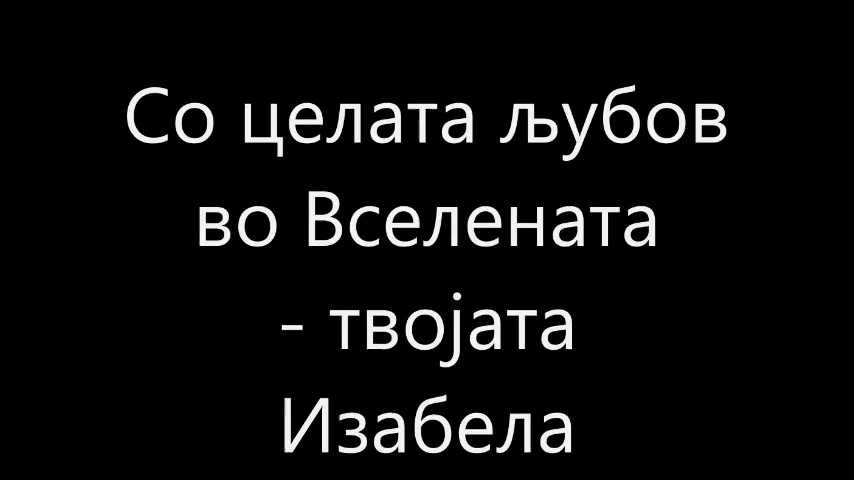 Со целата љубов
во Вселената
- твојата
Изабела